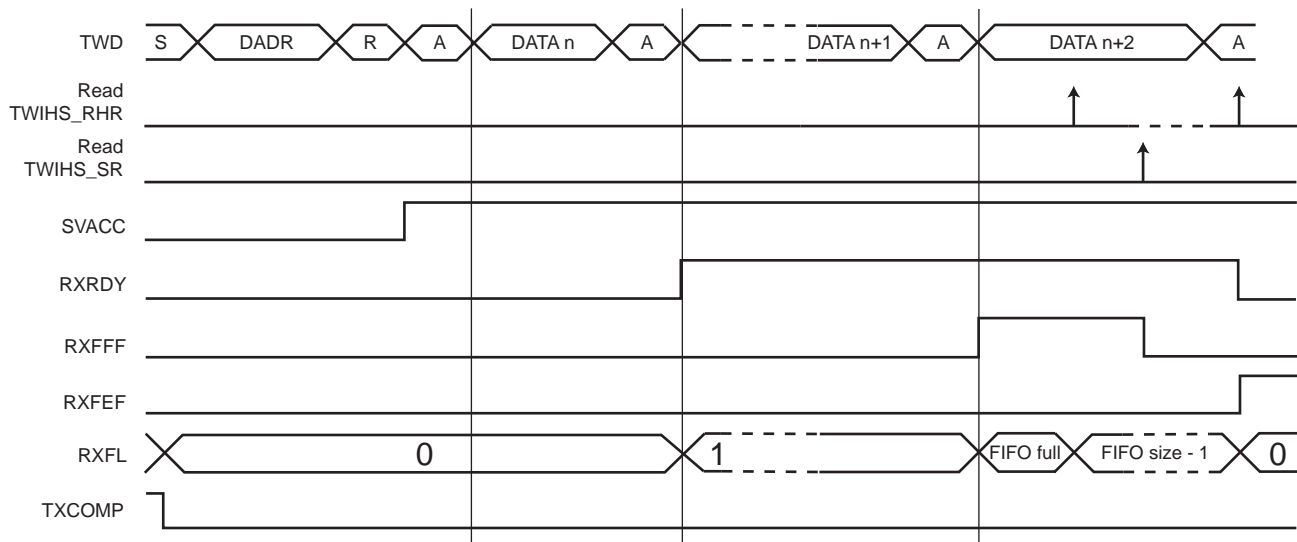 TWD S DADR R A DATA n A DATA n+1 A DATA n+2 A
Read
TWIHS_RHR
Read
TWIHS_SR
SVACC
RXRDY
RXFFF
RXFEF
RXFL 0 1 FIFO full FIFO size - 1 0
TXCOMP